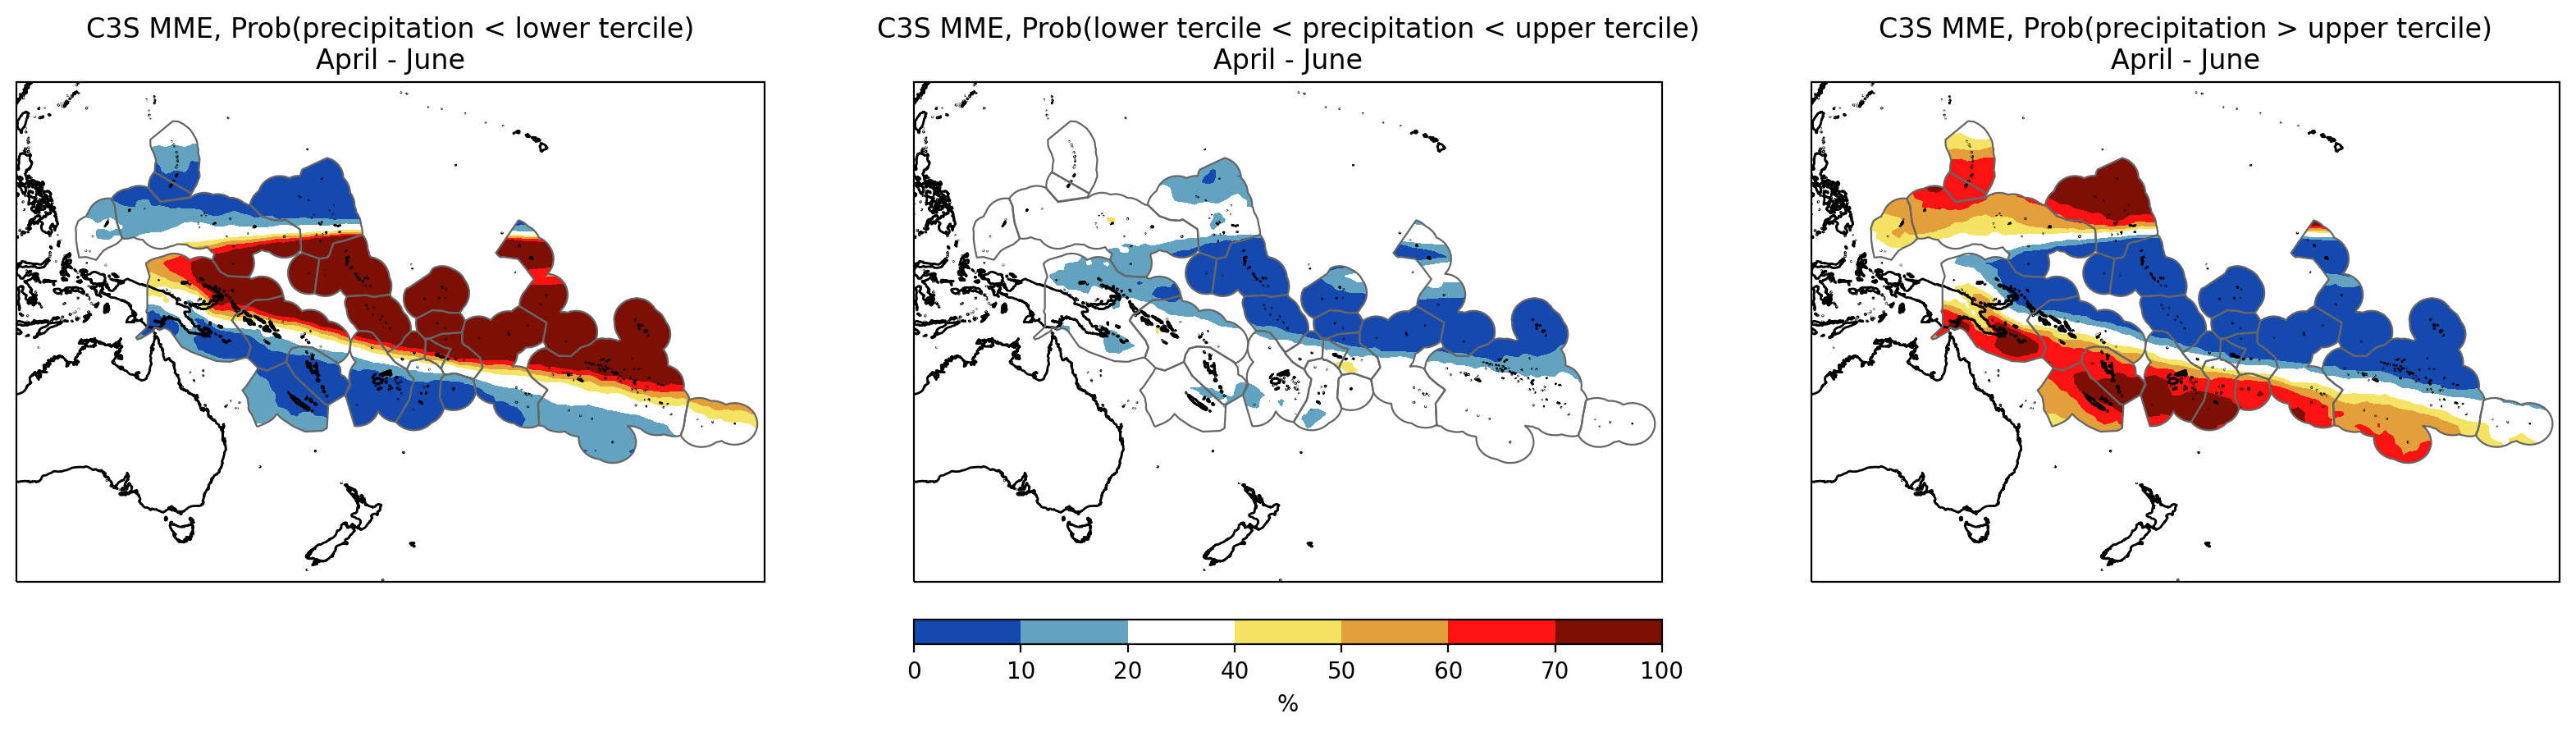 C3S MME, Prob(precipitation < lower tercile)
April - June
C3S MME, Prob(lower tercile < precipitation < upper tercile)
April - June
C3S MME, Prob(precipitation > upper tercile)
April - June
0 10 20 40 50 60 70 100
%